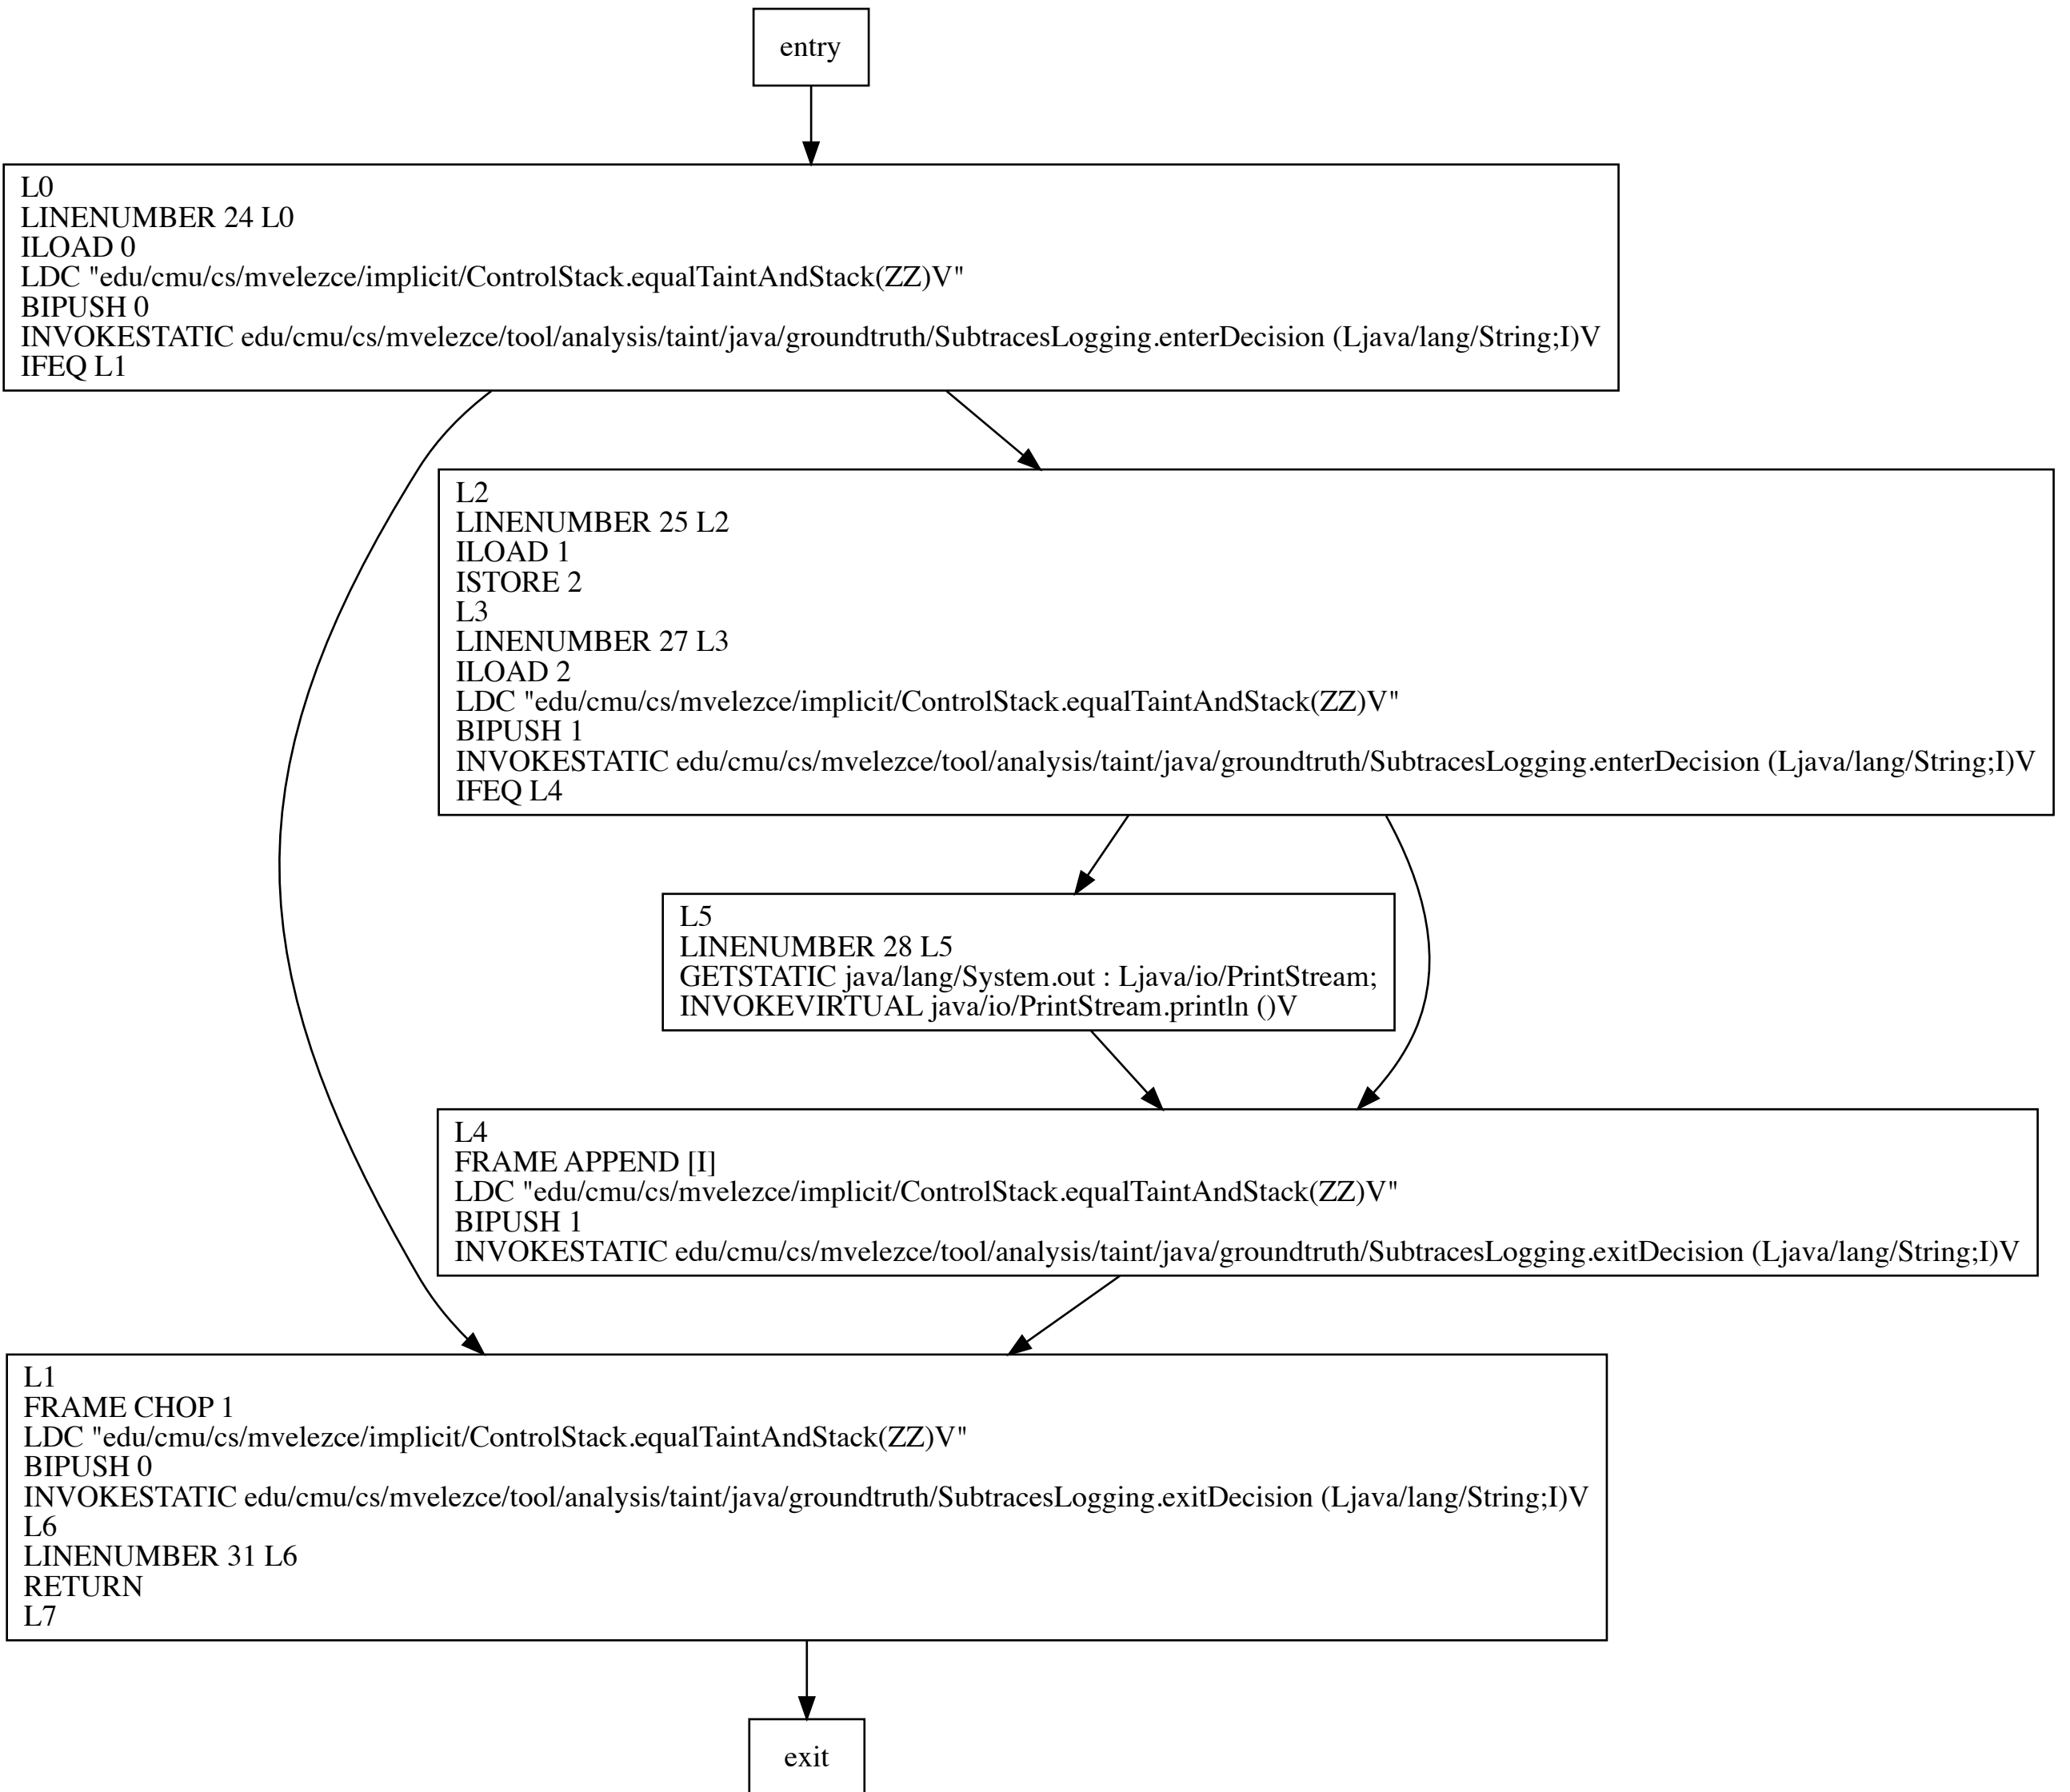 entry
L0
LINENUMBER 24 L0
ILOAD 0
LDC "edu/cmu/cs/mvelezce/implicit/ControlStack.equalTaintAndStack(ZZ)V"
BIPUSH 0
INVOKESTATIC edu/cmu/cs/mvelezce/tool/analysis/taint/java/groundtruth/SubtracesLogging.enterDecision (Ljava/lang/String;I)V
IFEQ L1
L2
LINENUMBER 25 L2
ILOAD 1
ISTORE 2
L3
LINENUMBER 27 L3
ILOAD 2
LDC "edu/cmu/cs/mvelezce/implicit/ControlStack.equalTaintAndStack(ZZ)V"
BIPUSH 1
INVOKESTATIC edu/cmu/cs/mvelezce/tool/analysis/taint/java/groundtruth/SubtracesLogging.enterDecision (Ljava/lang/String;I)V
IFEQ L4
L5
LINENUMBER 28 L5
GETSTATIC java/lang/System.out : Ljava/io/PrintStream;
INVOKEVIRTUAL java/io/PrintStream.println ()V
L4
FRAME APPEND [I]
LDC "edu/cmu/cs/mvelezce/implicit/ControlStack.equalTaintAndStack(ZZ)V"
BIPUSH 1
INVOKESTATIC edu/cmu/cs/mvelezce/tool/analysis/taint/java/groundtruth/SubtracesLogging.exitDecision (Ljava/lang/String;I)V
L1
FRAME CHOP 1
LDC "edu/cmu/cs/mvelezce/implicit/ControlStack.equalTaintAndStack(ZZ)V"
BIPUSH 0
INVOKESTATIC edu/cmu/cs/mvelezce/tool/analysis/taint/java/groundtruth/SubtracesLogging.exitDecision (Ljava/lang/String;I)V
L6
LINENUMBER 31 L6
RETURN
L7
exit